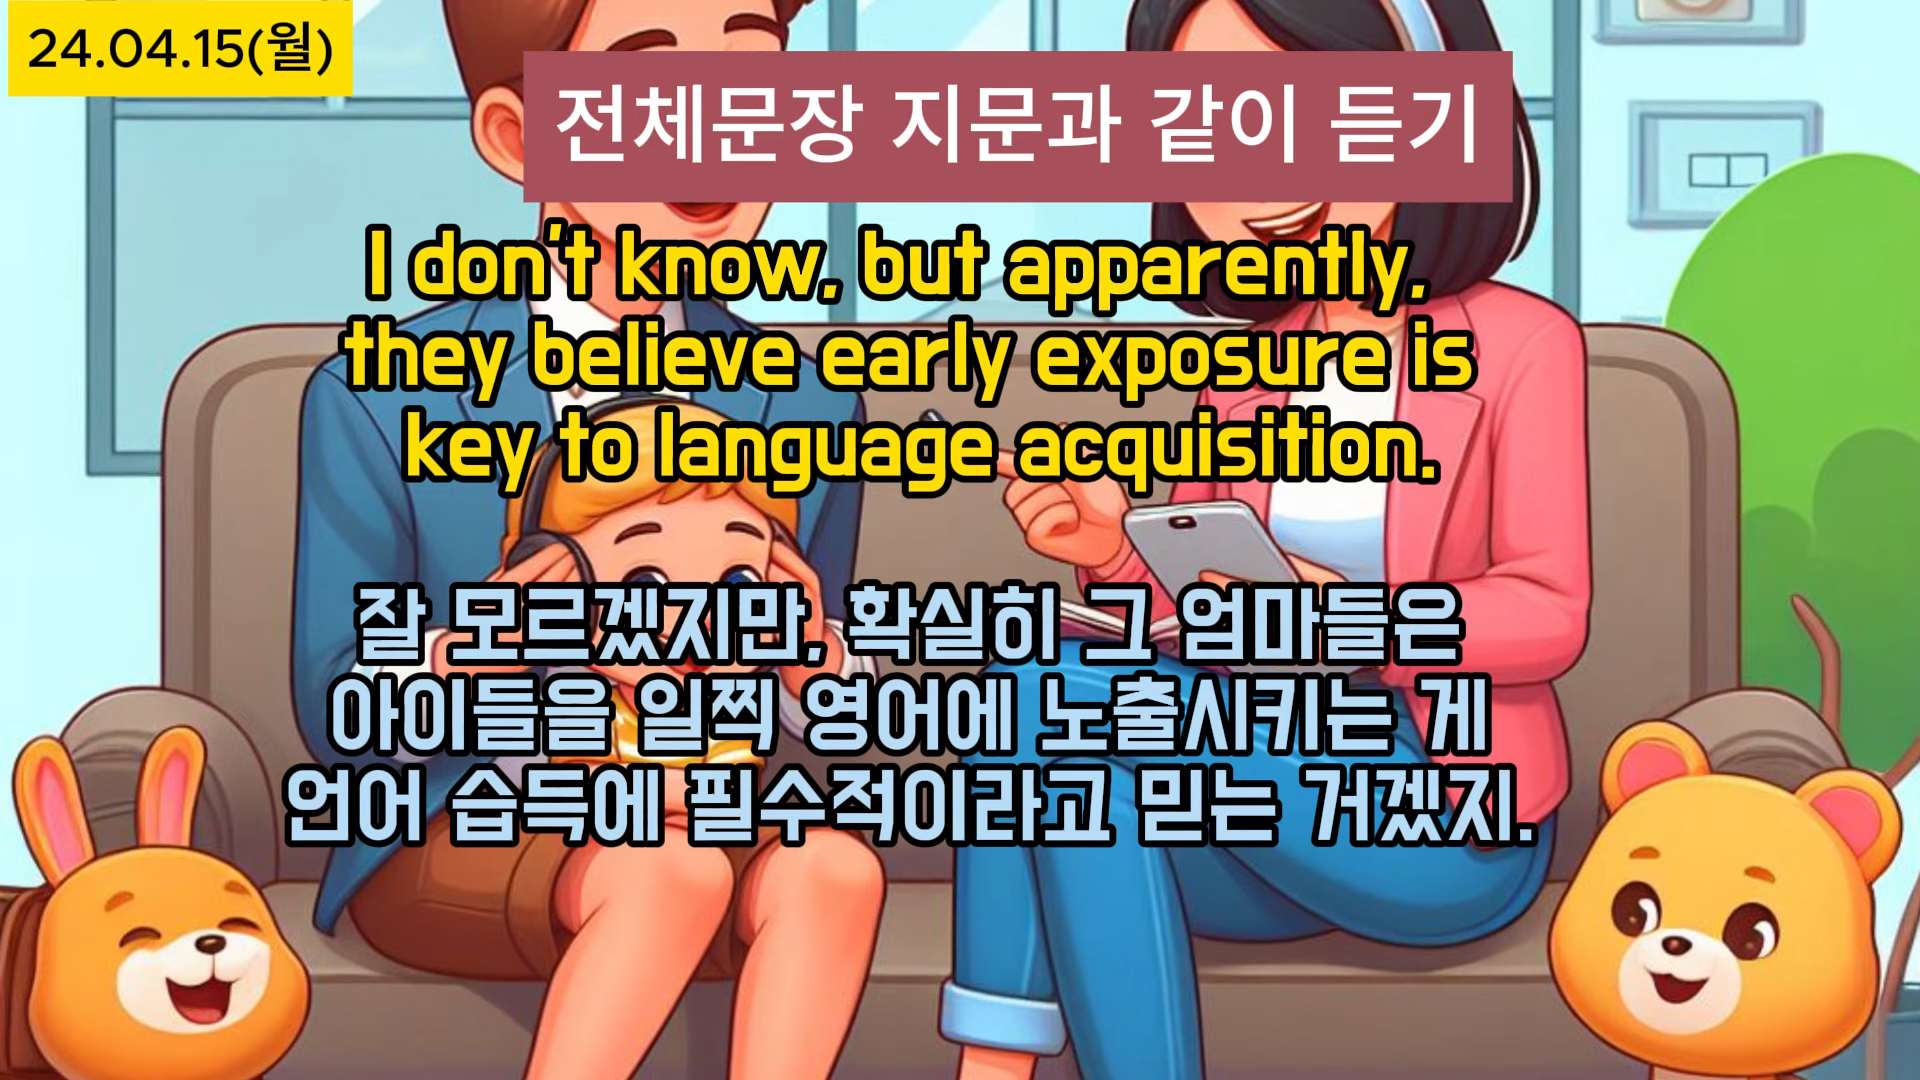 24.04.15(월)
전체문장 지문과 같이 듣기
I don't know, but apparently,
they believe early exposure is
key to language acquisition.
잘 모르겠지만, 확실히 그 엄마들은
아이들을 일찍 영어에 노출시키는 게
언어 습득에 필수적이라고 믿는 거겠지.